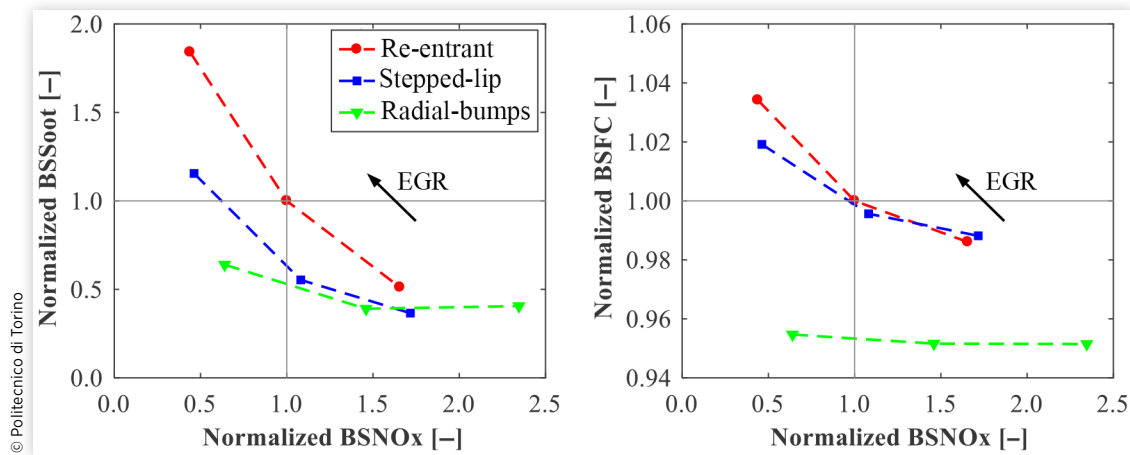 © Politecnico di Torino
Normalized BSSoot [−]
2.0
1.5
1.0
0.5
0.0
Re-entrant
Stepped-lip
Radial-bumps
EGR
0.0 0.5 1.0 1.5 2.0 2.5
Normalized BSNOx [−]
Normalized BSFC [−]
1.06
1.04
1.02
1.00
0.98
0.96
0.94
EGR
0.0 0.5 1.0 1.5 2.0 2.5
Normalized BSNOx [−]